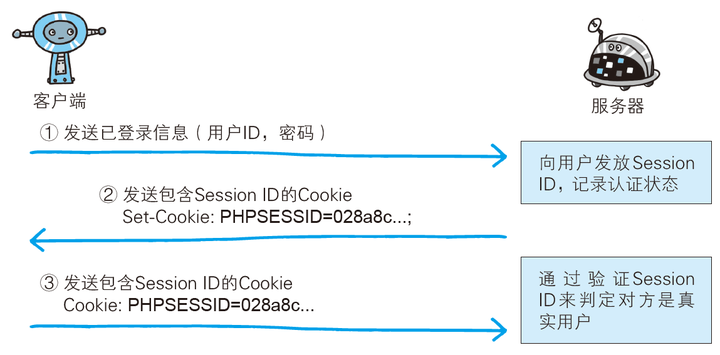 客户端
服务器
① 发送已登录信息（用户ID，密码）
向用户发放Session
ID，记录认证状态
② 发送包含Session ID的Cookie
Set-Cookie: PHPSESSID=028a8c...;
③ 发送包含Session ID的Cookie
Cookie: PHPSESSID=028a8c...
通过验证Session
ID来判定对方是真
实用户